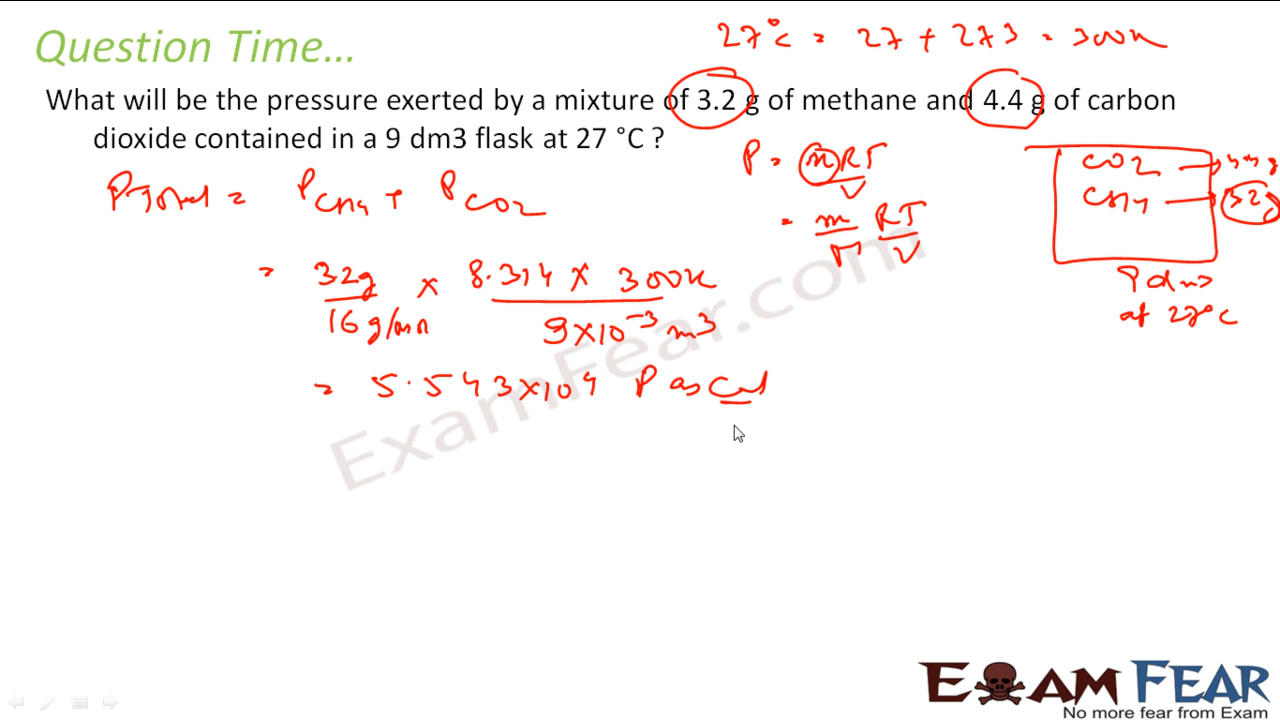 Question Time...
27°C = 27 + 273 = 300K
What will be the pressure exerted by a mixture of 3.2 g of methane and 4.4 g of carbon
dioxide contained in a 9 dm3 flask at 27 °C ?
P = nRT
V
= m RT
M V
CO2 → 4.4 g
CH4 → 3.2 g
9 dm3
at 27°C
PTotal = PCH4 + PCO2
= 3.2g × 8.314 × 300K
16 g/mol 9×10⁻³ m3
= 5.543×10⁴ Pascal
ExamFear.com
EXAM FEAR
No more fear from Exam